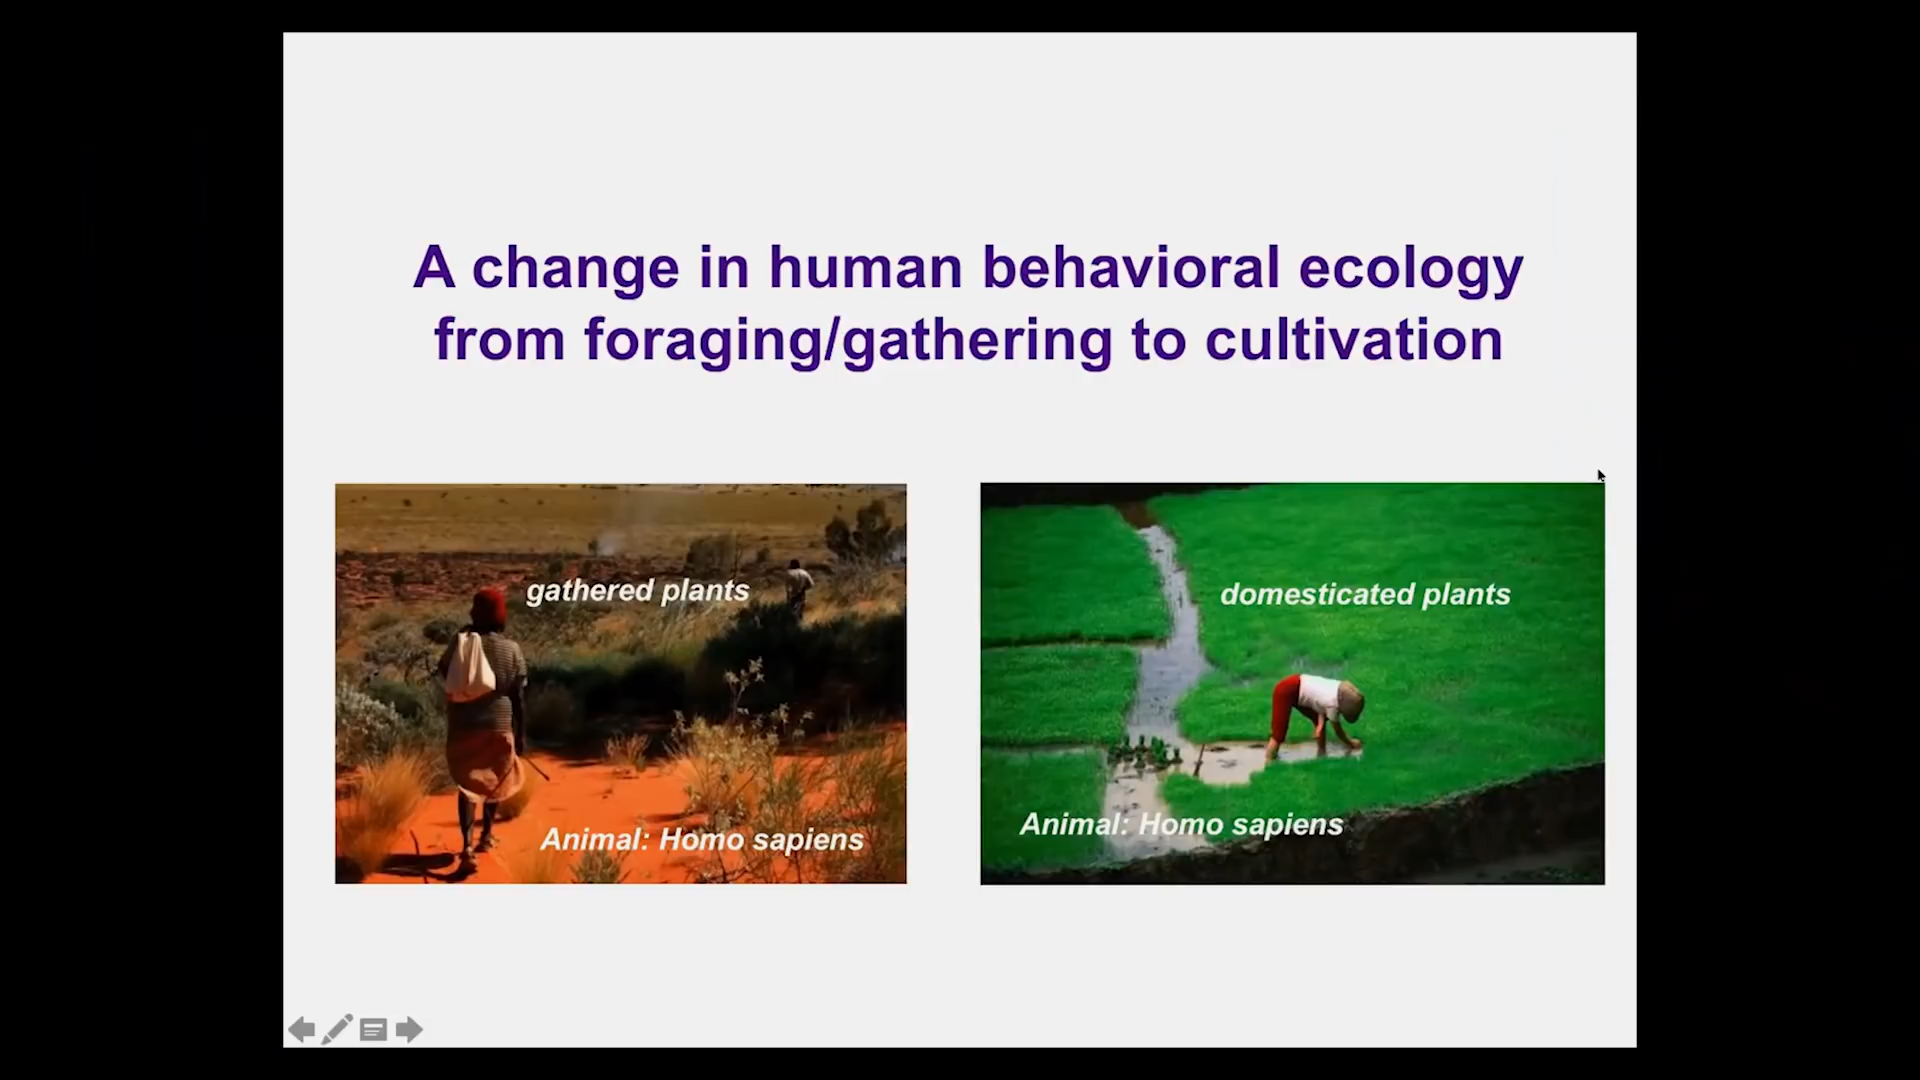 A change in human behavioral ecology
from foraging/gathering to cultivation
gathered plants
Animal: Homo sapiens
domesticated plants
Animal: Homo sapiens